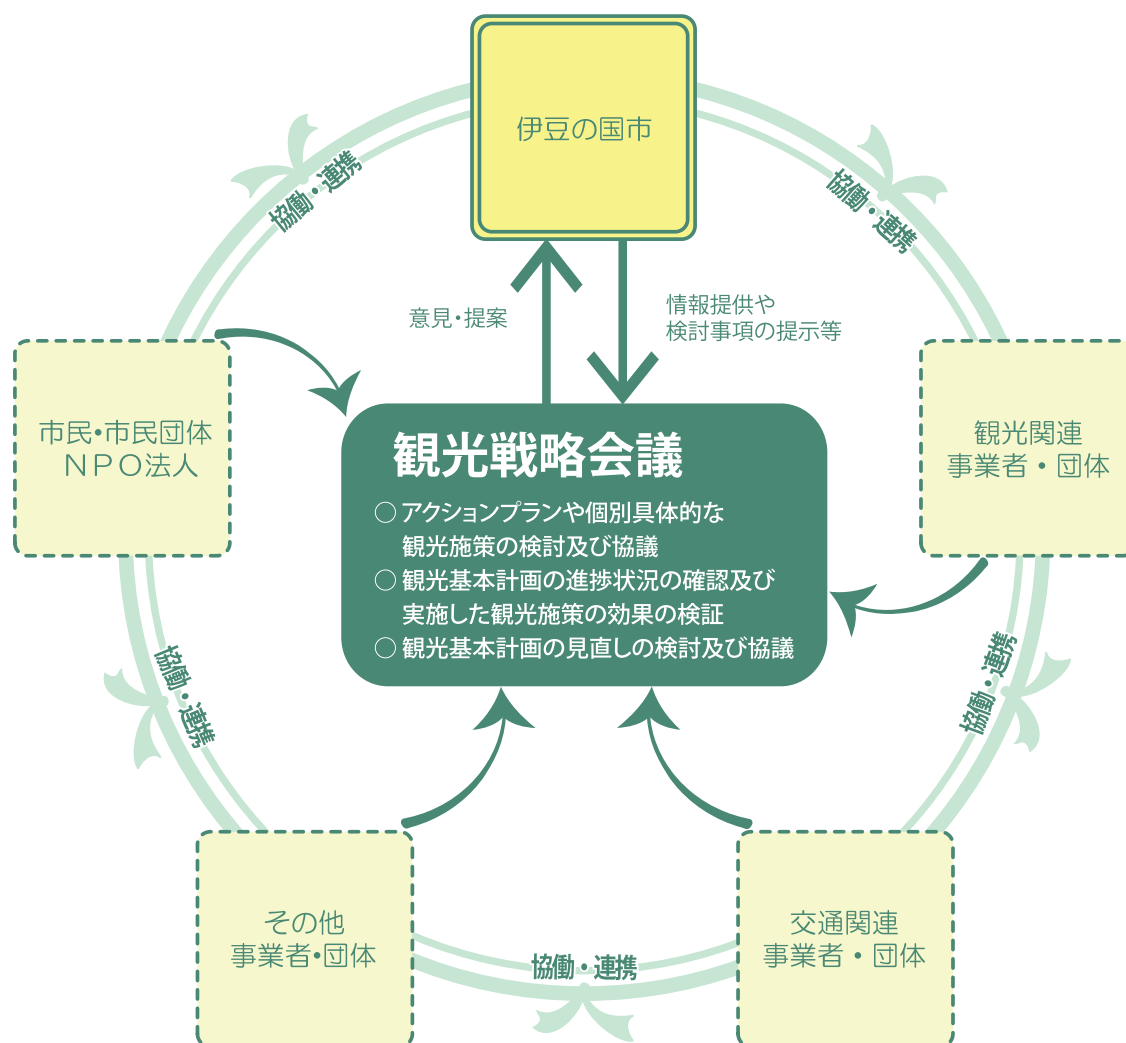 伊豆の国市
協働・連携
協働・連携
意見・提案
情報提供や
検討事項の提示等
市民・市民団体
ＮＰＯ法人
観光関連
事業者・団体
観光戦略会議
○ アクションプランや個別具体的な
観光施策の検討及び協議
○ 観光基本計画の進捗状況の確認及び
実施した観光施策の効果の検証
○ 観光基本計画の見直しの検討及び協議
協働・連携
協働・連携
その他
事業者・団体
交通関連
事業者・団体
協働・連携